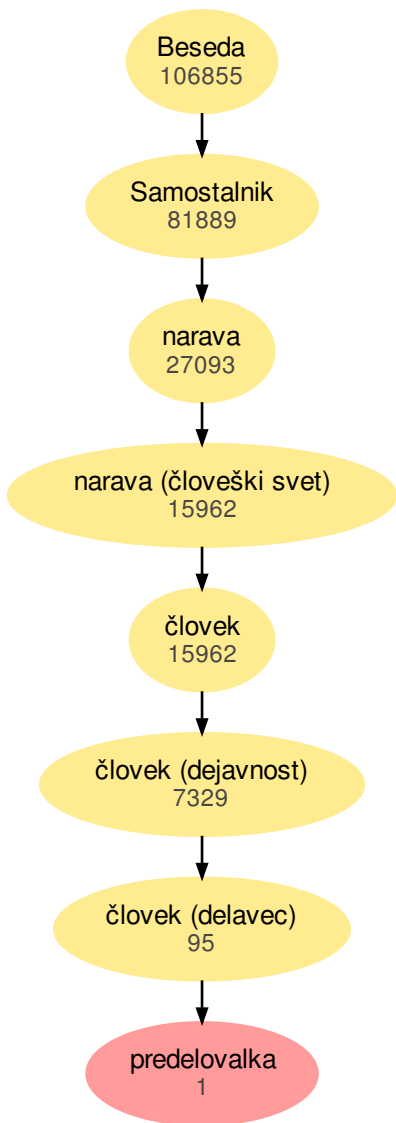 Beseda
106855
Samostalnik
81889
narava
27093
narava (človeški svet)
15962
človek
15962
človek (dejavnost)
7329
človek (delavec)
95
predelovalka
1